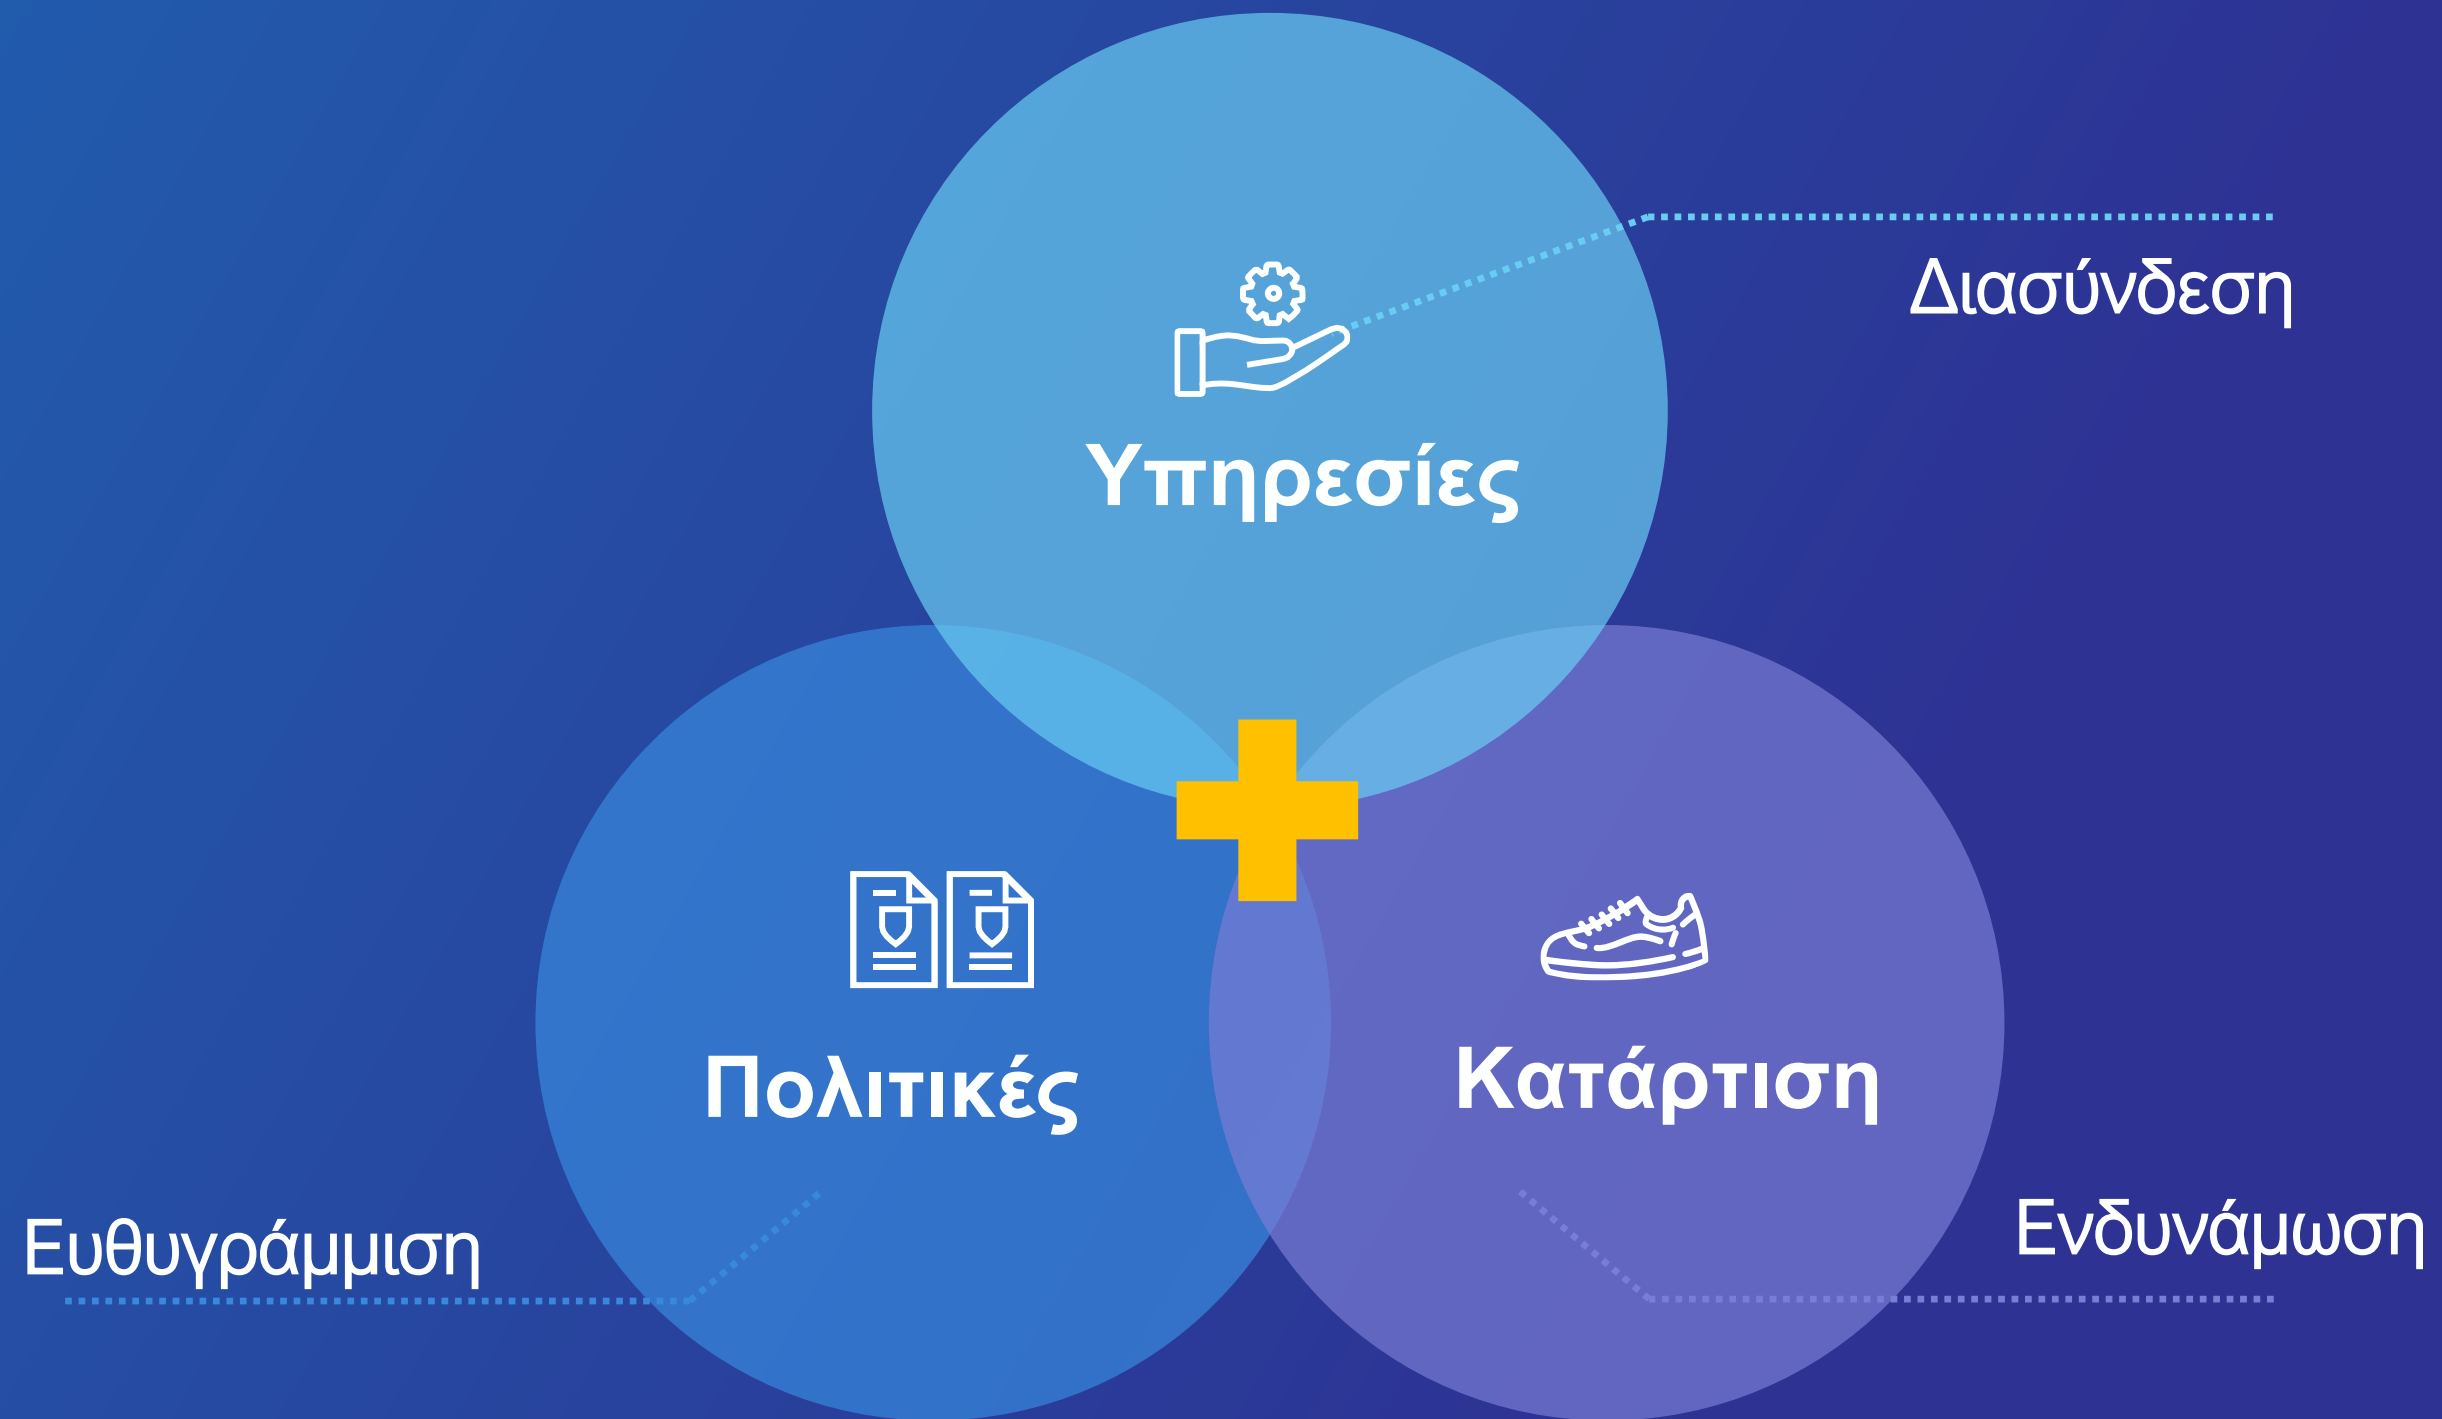 Διασύνδεση
Υπηρεσίες
Πολιτικές
Κατάρτιση
Ευθυγράμμιση
Ενδυνάμωση